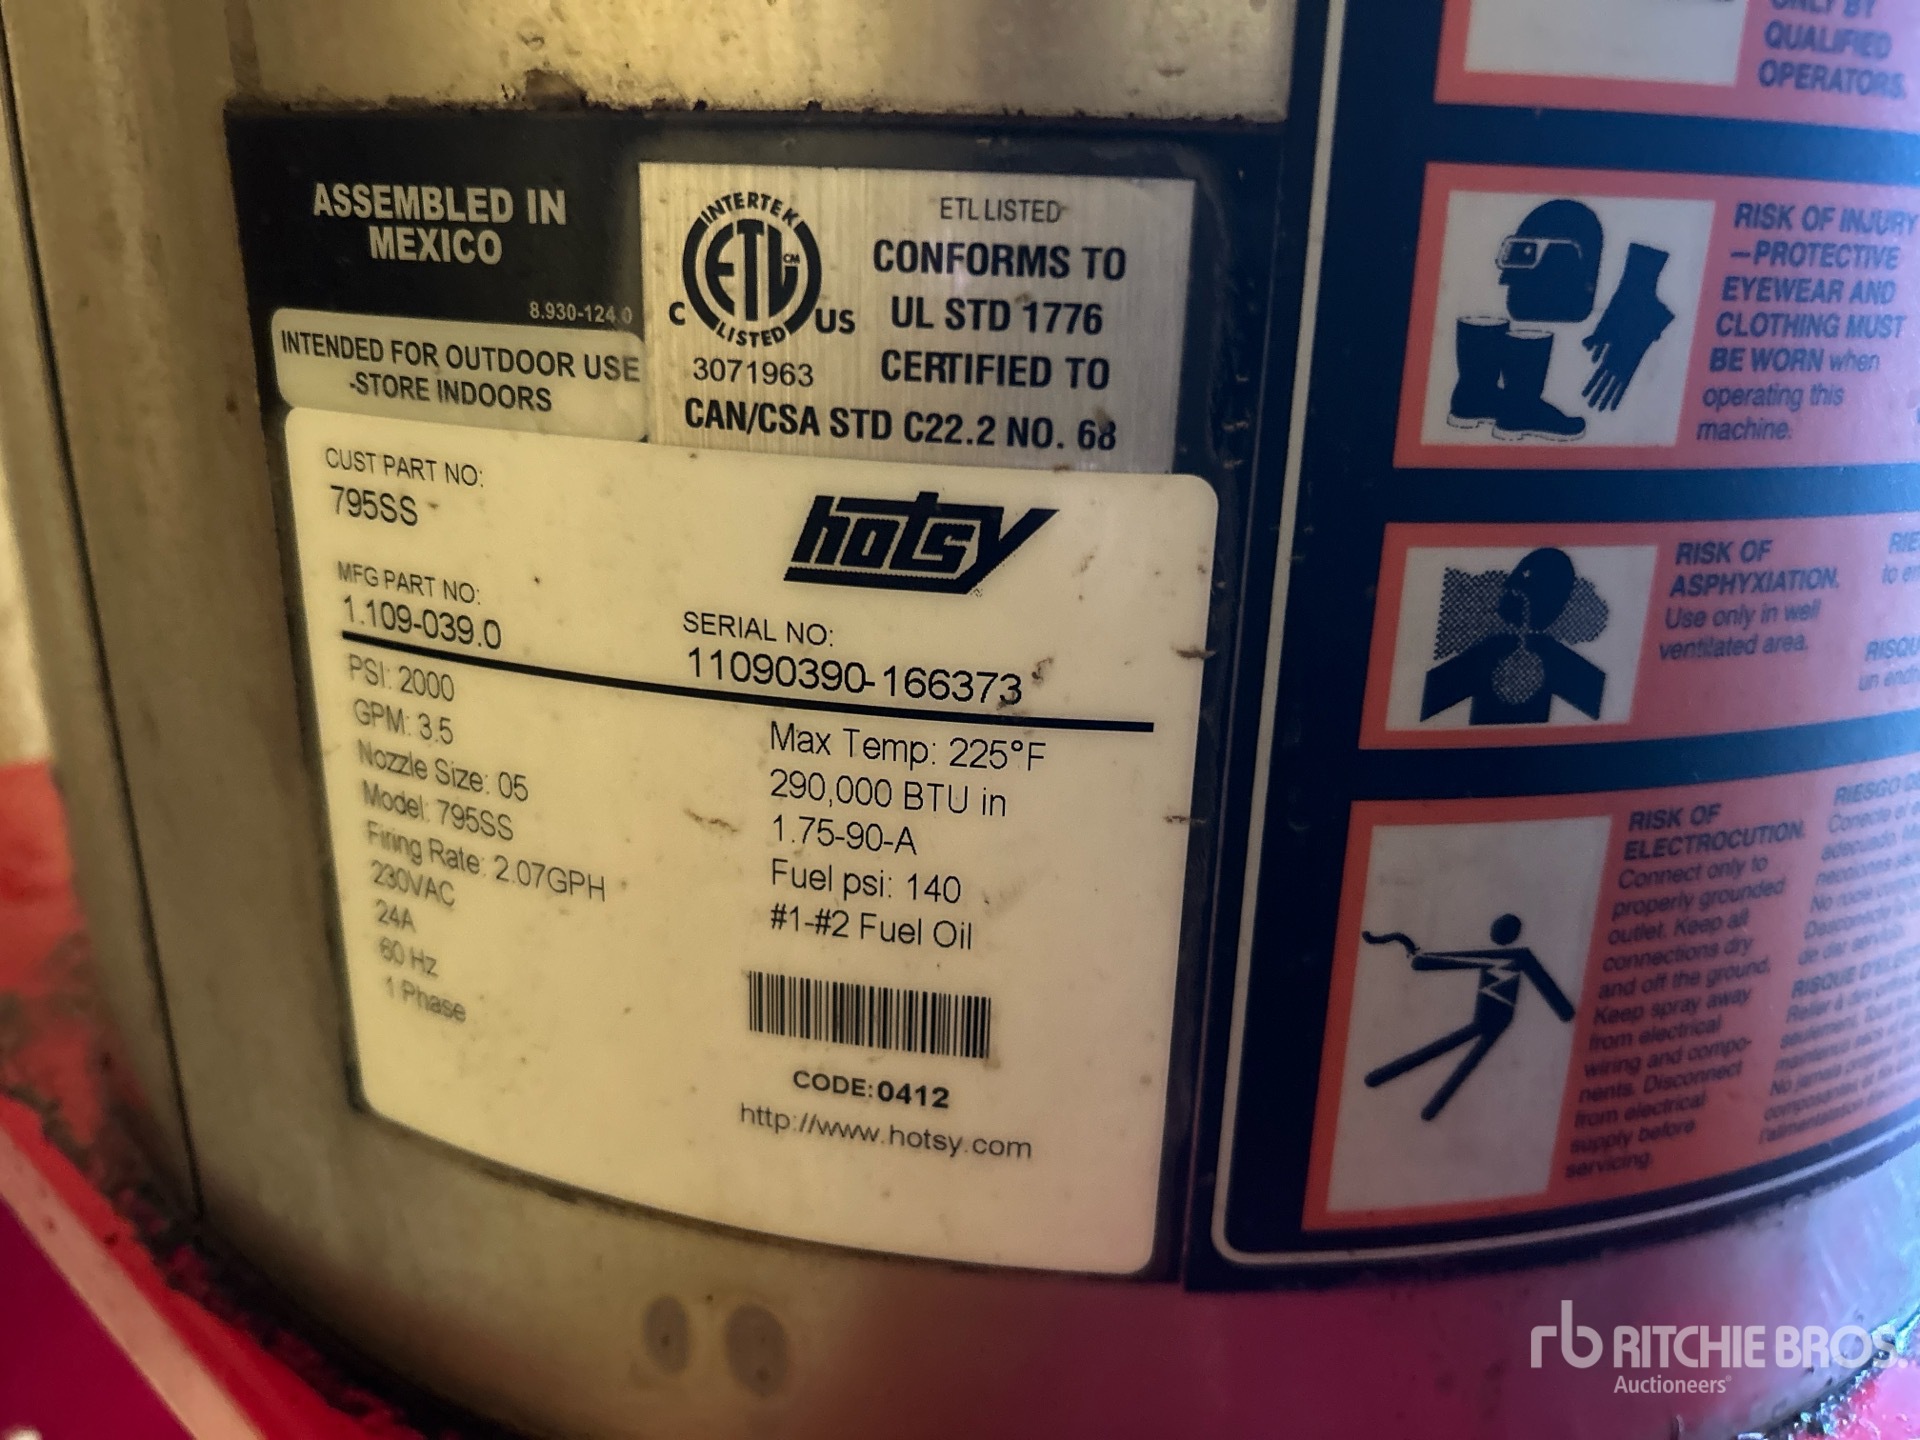 ASSEMBLED IN
MEXICO
8.930-124.0
INTENDED FOR OUTDOOR USE
-STORE INDOORS
INTERTEK
ETL CM
LISTED
C US
3071963
ETL LISTED
CONFORMS TO
UL STD 1776
CERTIFIED TO
CAN/CSA STD C22.2 NO. 68
CUST PART NO:
795SS
hotsy
MFG PART NO:
1.109-039.0
SERIAL NO:
11090390-166373
PSI: 2000
GPM: 3.5
Nozzle Size: 05
Model: 795SS
Firing Rate: 2.07GPH
230VAC
24A
60 Hz
1 Phase
Max Temp: 225°F
290,000 BTU in
1.75-90-A
Fuel psi: 140
#1-#2 Fuel Oil
CODE:0412
http://www.hotsy.com
ONLY BY
QUALIFIED
OPERATORS.
RISK OF INJURY
—PROTECTIVE
EYEWEAR AND
CLOTHING MUST
BE WORN when
operating this
machine.
RISK OF
ASPHYXIATION.
Use only in well
ventilated area.
RISK OF
ELECTROCUTION.
Connect only to
properly grounded
outlet. Keep all
connections dry
and off the ground.
Keep spray away
from electrical
wiring and compo-
nents. Disconnect
from electrical
supply before
servicing.
rb RITCHIE BROS.
Auctioneers